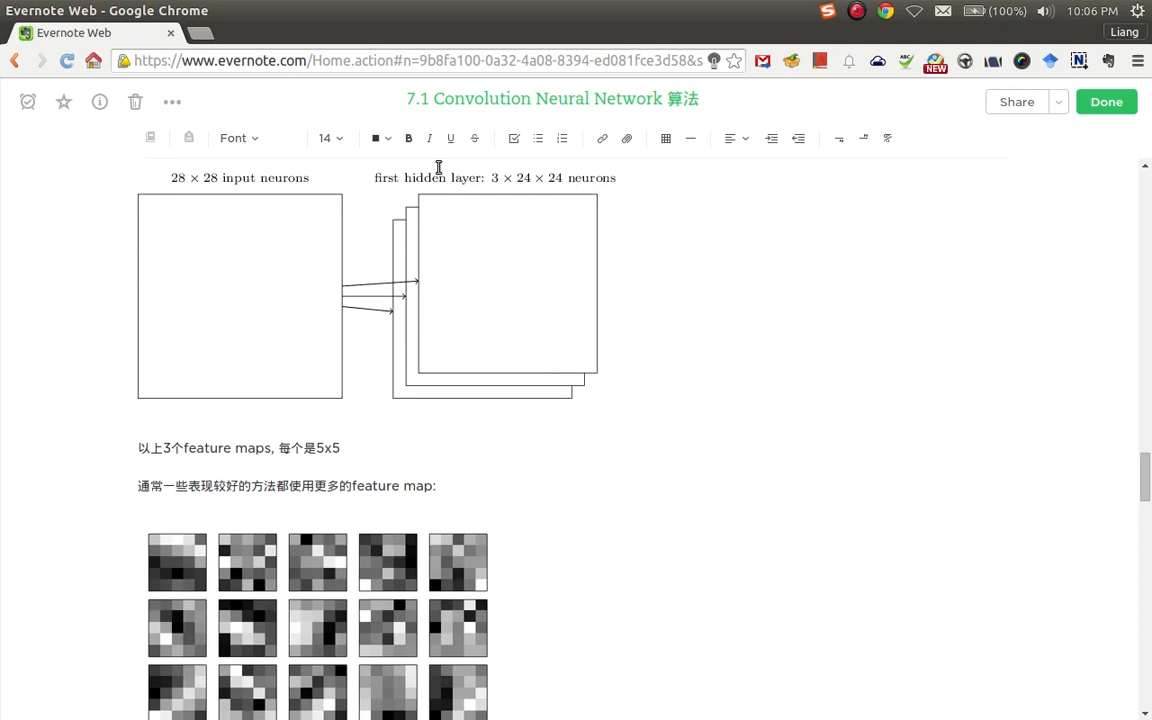 Evernote Web - Google Chrome
(100%)
10:06 PM
Evernote Web
Liang
https://www.evernote.com/Home.action#n=9b8fa100-0a32-4a08-8394-ed081fce3d58&s
NEW
7.1 Convolution Neural Network 算法
Share
Done
Font
14
B
I
U
28 × 28 input neurons
first hidden layer: 3 × 24 × 24 neurons
以上3个feature maps, 每个是5x5
通常一些表现较好的方法都使用更多的feature map: